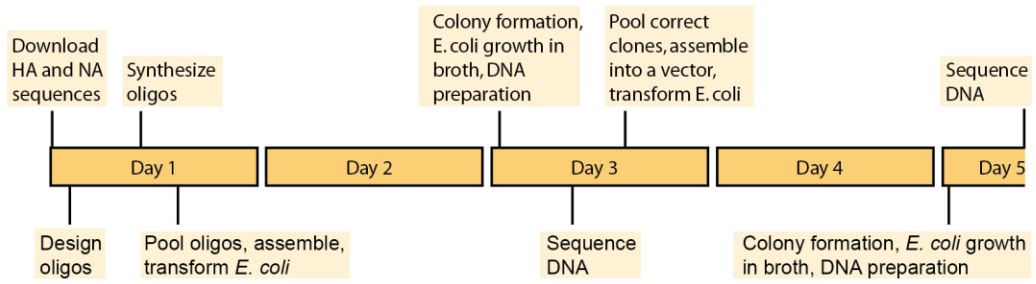 Download
HA and NA
sequences
Synthesize
oligos
Colony formation,
E. coli growth in
broth, DNA
preparation
Pool correct
clones, assemble
into a vector,
transform E. coli
Sequence
DNA
Day 1
Day 2
Day 3
Day 4
Day 5
Design
oligos
Pool oligos, assemble,
transform E. coli
Sequence
DNA
Colony formation, E. coli growth
in broth, DNA preparation